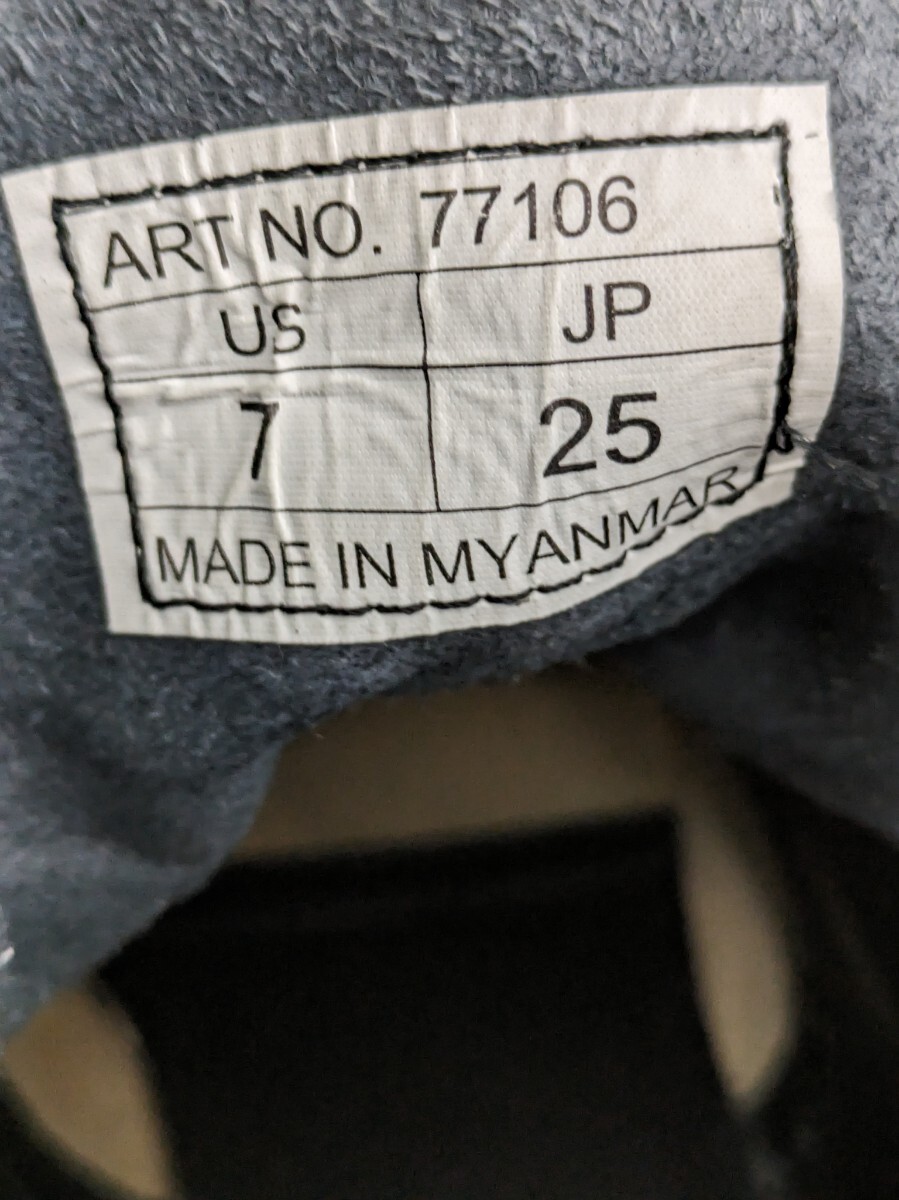 ART NO. 77106
US JP
7 25
MADE IN MYANMAR